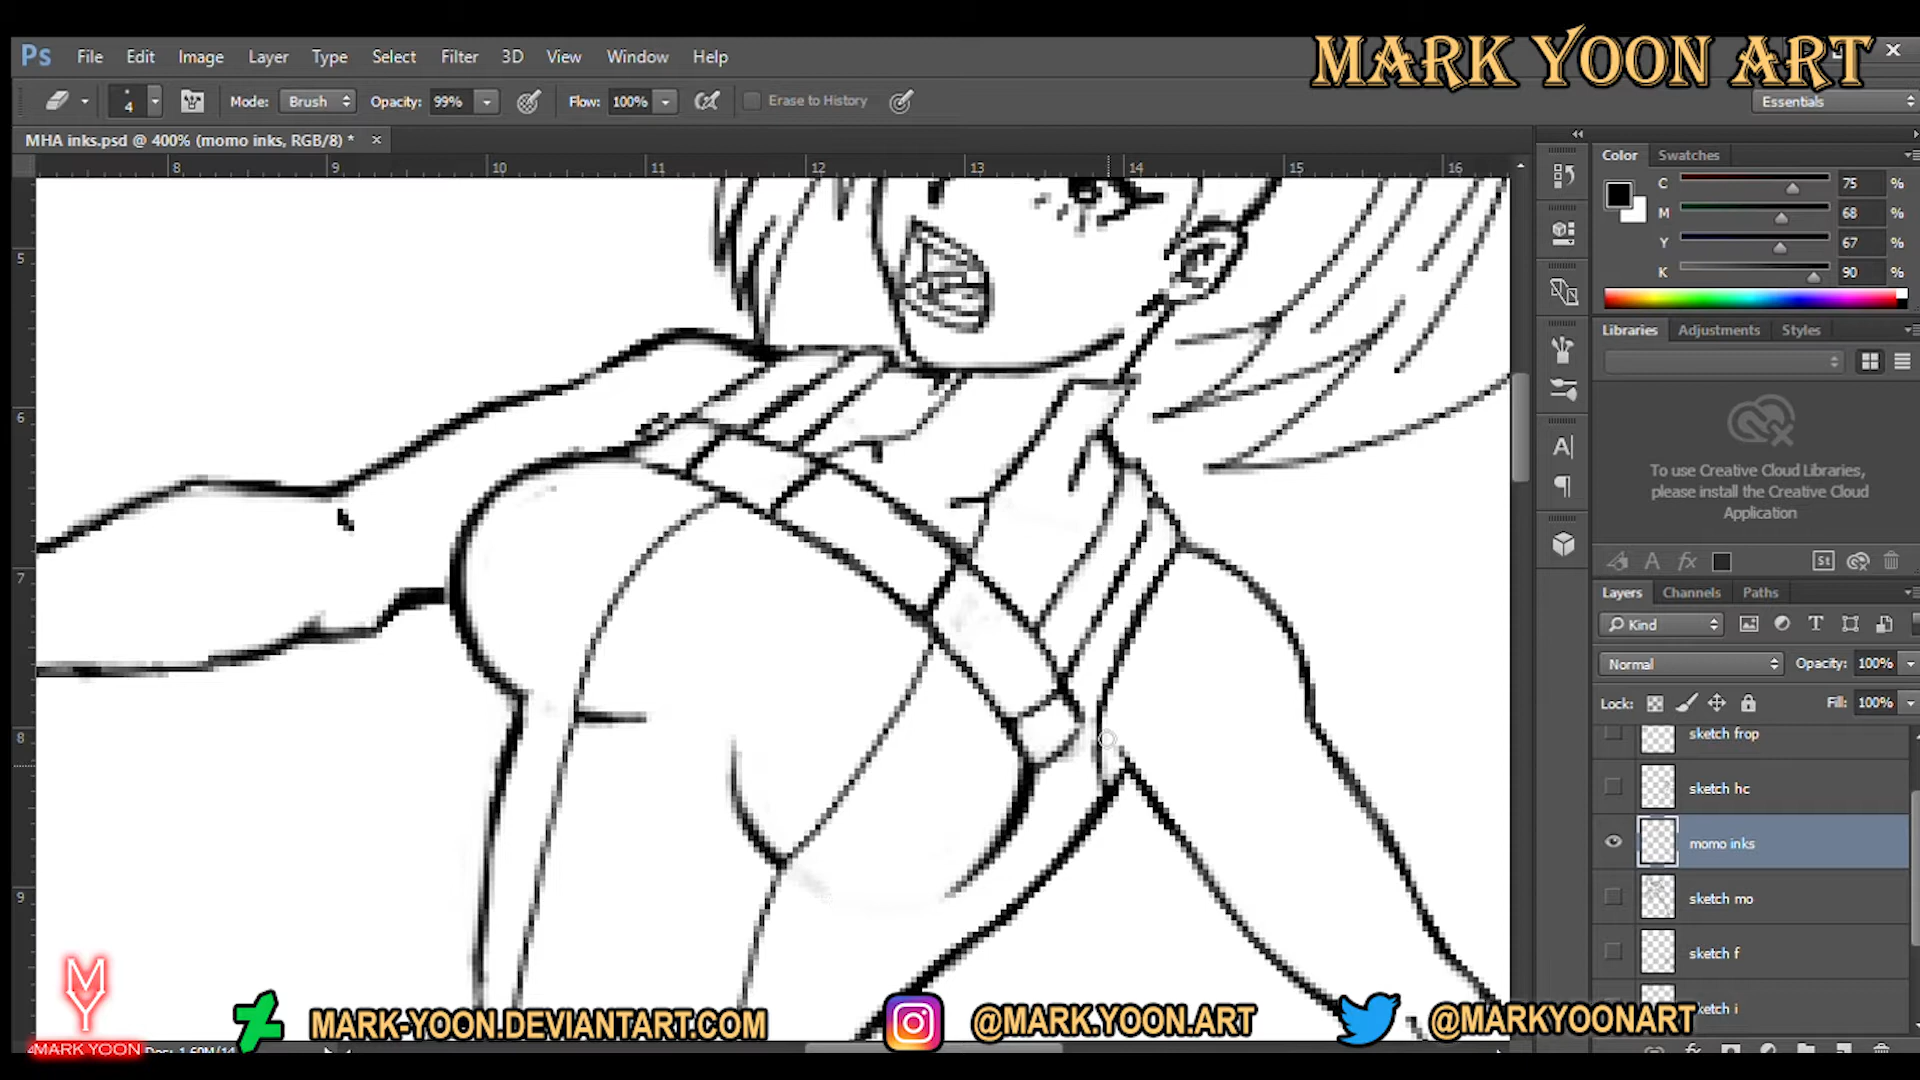 MARK YOON ART
Ps File Edit Image Layer Type Select Filter 3D View Window Help
4 Mode: Brush Opacity: 99% Flow: 100% Erase to History Essentials
MHA inks.psd @ 400% (momo inks, RGB/8) *
8 9 10 11 12 13 14 15 16
5
6
7
8
9
Color Swatches
C 75 %
M 68 %
Y 67 %
K 90 %
Libraries Adjustments Styles
To use Creative Cloud Libraries,
please install the Creative Cloud
Application
St
Layers Channels Paths
Kind
Normal Opacity: 100%
Lock: Fill: 100%
sketch frop
sketch hc
momo inks
sketch mo
sketch f
sketch i
MY
MARK YOON
MARK-YOON.DEVIANTART.COM
@MARK.YOON.ART
@MARKYOONART